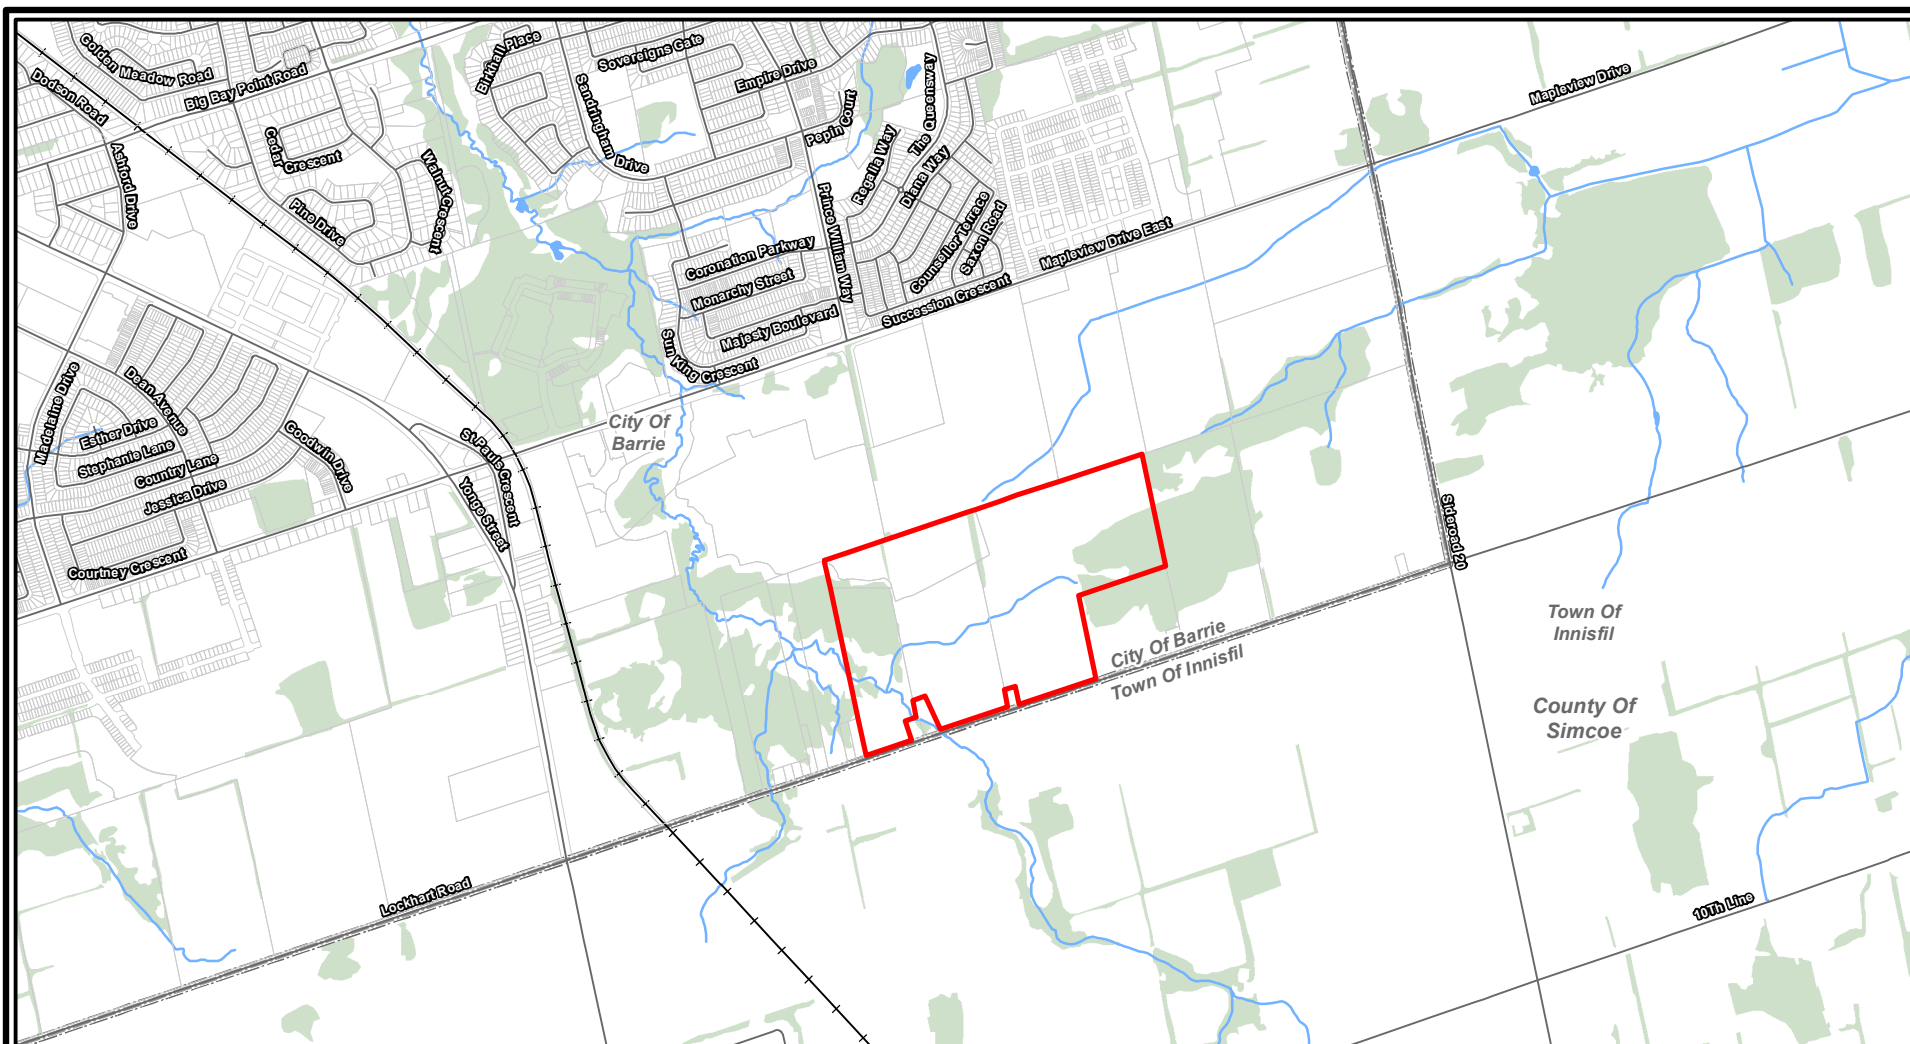 Golden Meadow Road
Dodson Road
Big Bay Point Road
Birkhall Place
Sovereigns Gate
Empire Drive
Sandringham Drive
Pepin Court
The Queensway
Regalia Way
Diana Way
Mapleview Drive
Ashford Drive
Cedar
Crescent
Walnut Crescent
Pine Drive
Prince William Way
Counsellor Terrace
Saxon Road
Coronation Parkway
Monarchy Street
Majesty Boulevard
Succession Crescent
Mapleview Drive East
Sun King Crescent
Madelaine Drive
Dean Avenue
Esther Drive
Stephanie Lane
Country Lane
Jessica Drive
Goodwin Drive
Courtney Crescent
St Pauls Crescent
Yonge Street
City Of
Barrie
Sideroad 20
City Of Barrie
Town Of Innisfil
Town Of
Innisfil
County Of
Simcoe
Lockhart Road
10Th Line